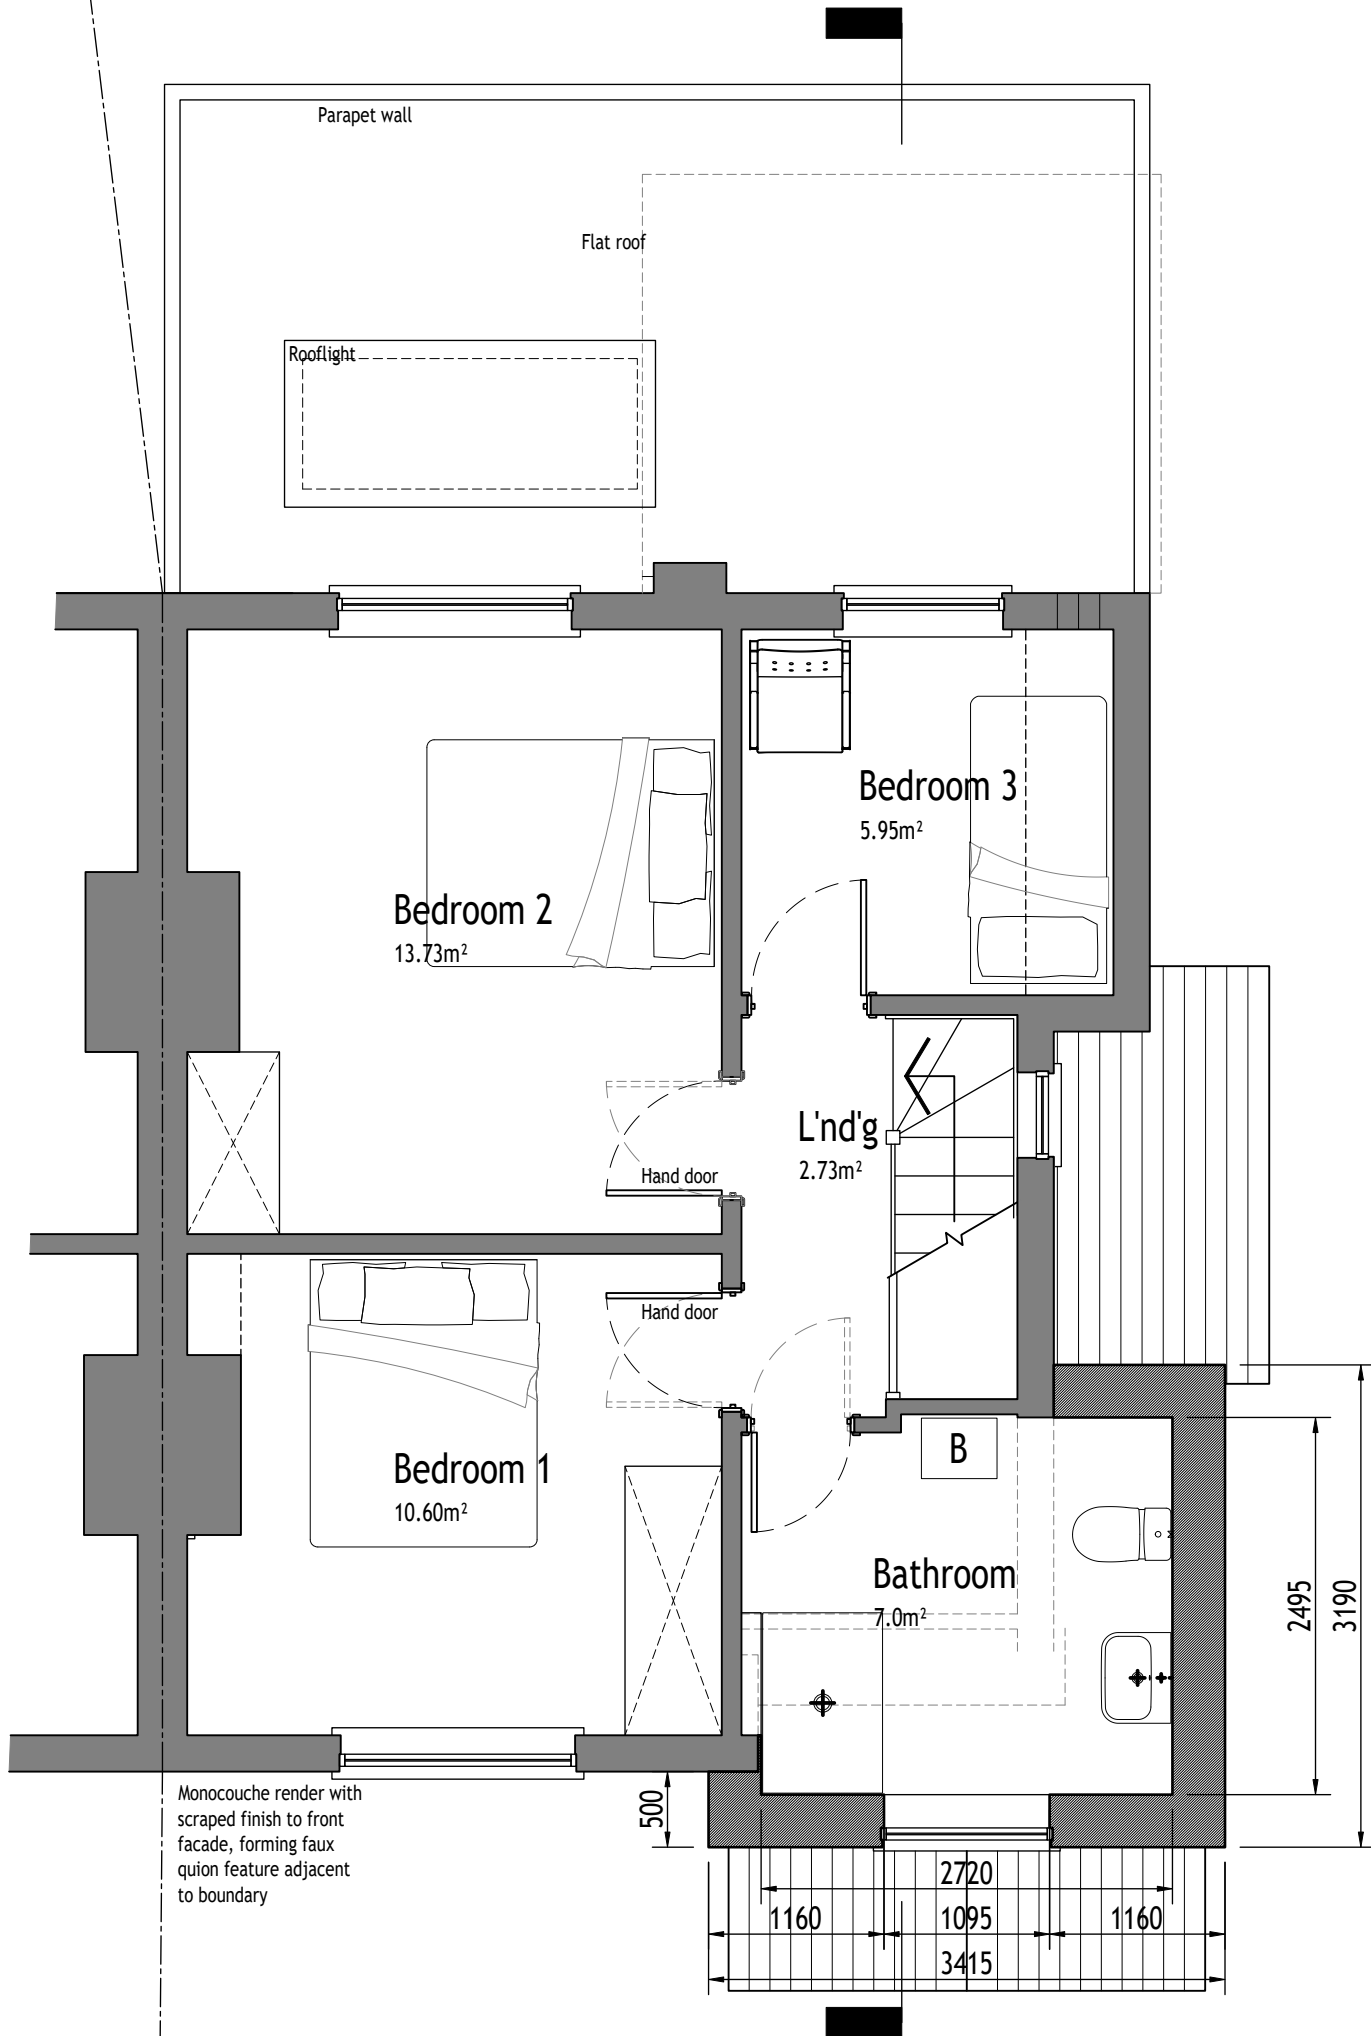 Parapet wall
Flat roof
Rooflight
Bedroom 3
5.95m²
Bedroom 2
13.73m²
L'nd'g
2.73m²
Hand door
Hand door
Bedroom 1
10.60m²
B
Bathroom
7.0m²
2495
3190
500
Monocouche render with
scraped finish to front
facade, forming faux
quion feature adjacent
to boundary
2720
1160
1095
1160
3415